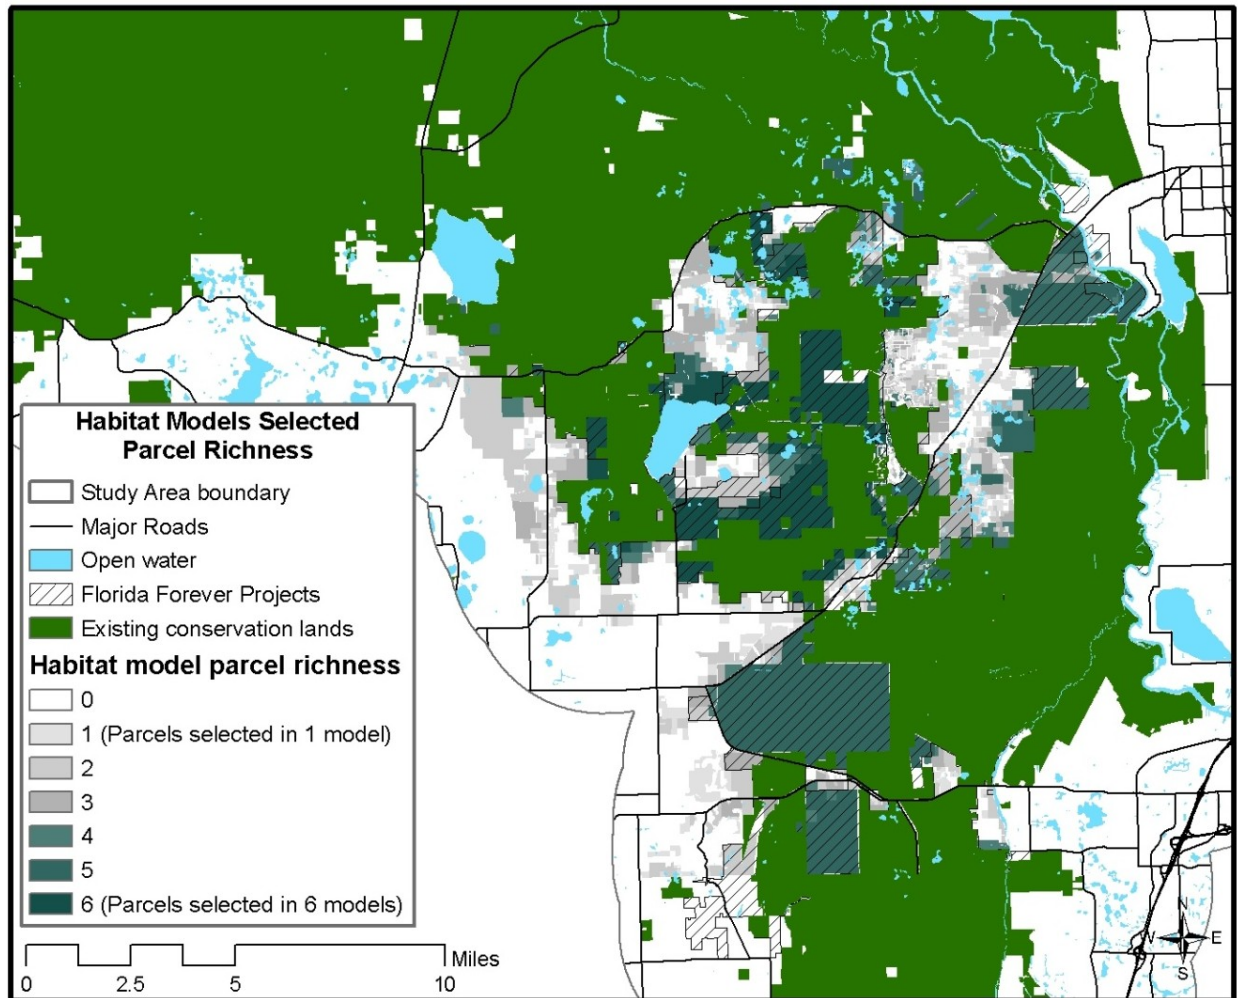 Habitat Models Selected
Parcel Richness
Study Area boundary
Major Roads
Open water
Florida Forever Projects
Existing conservation lands
Habitat model parcel richness
0
1 (Parcels selected in 1 model)
2
3
4
5
6 (Parcels selected in 6 models)
Miles
0 2.5 5 10
N
W E
S